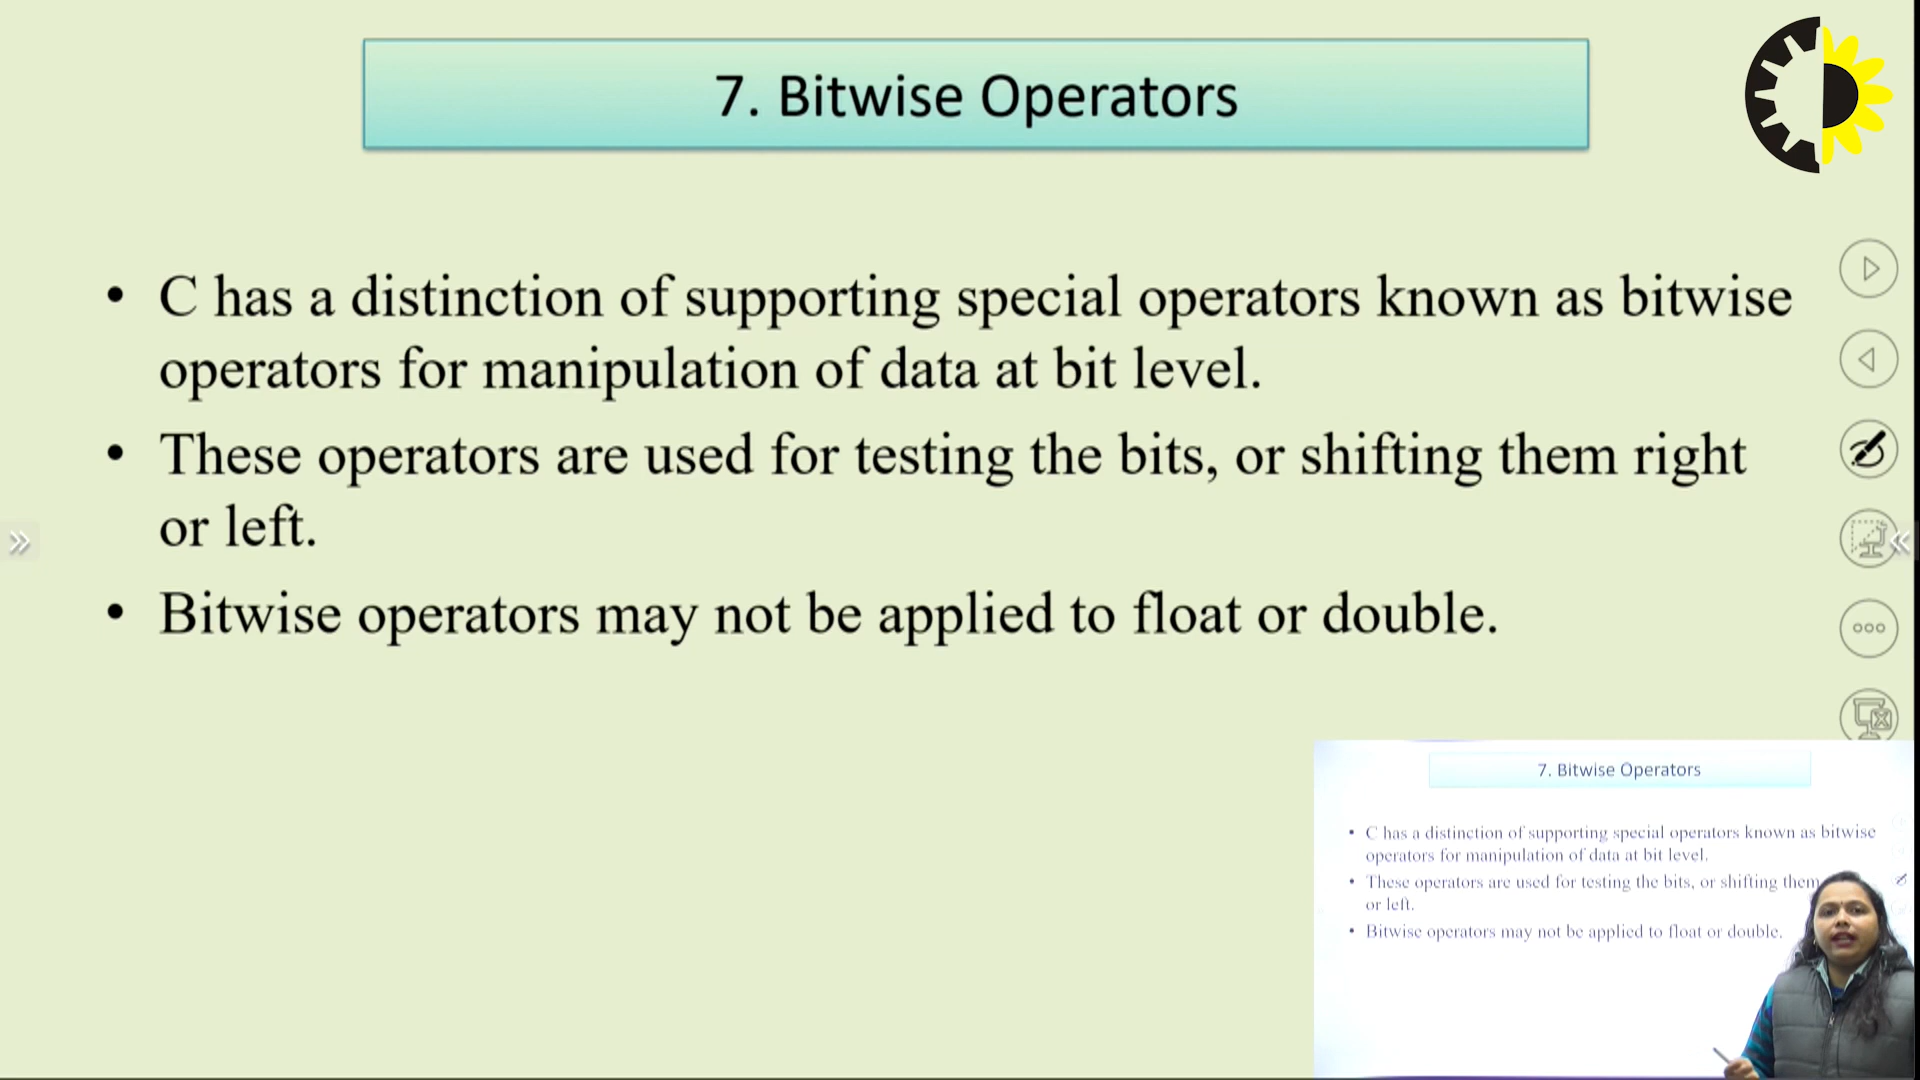 7. Bitwise Operators
• C has a distinction of supporting special operators known as bitwise
operators for manipulation of data at bit level.
• These operators are used for testing the bits, or shifting them right
or left.
• Bitwise operators may not be applied to float or double.
7. Bitwise Operators
• C has a distinction of supporting special operators known as bitwise
operators for manipulation of data at bit level.
• These operators are used for testing the bits, or shifting them
or left.
• Bitwise operators may not be applied to float or double.